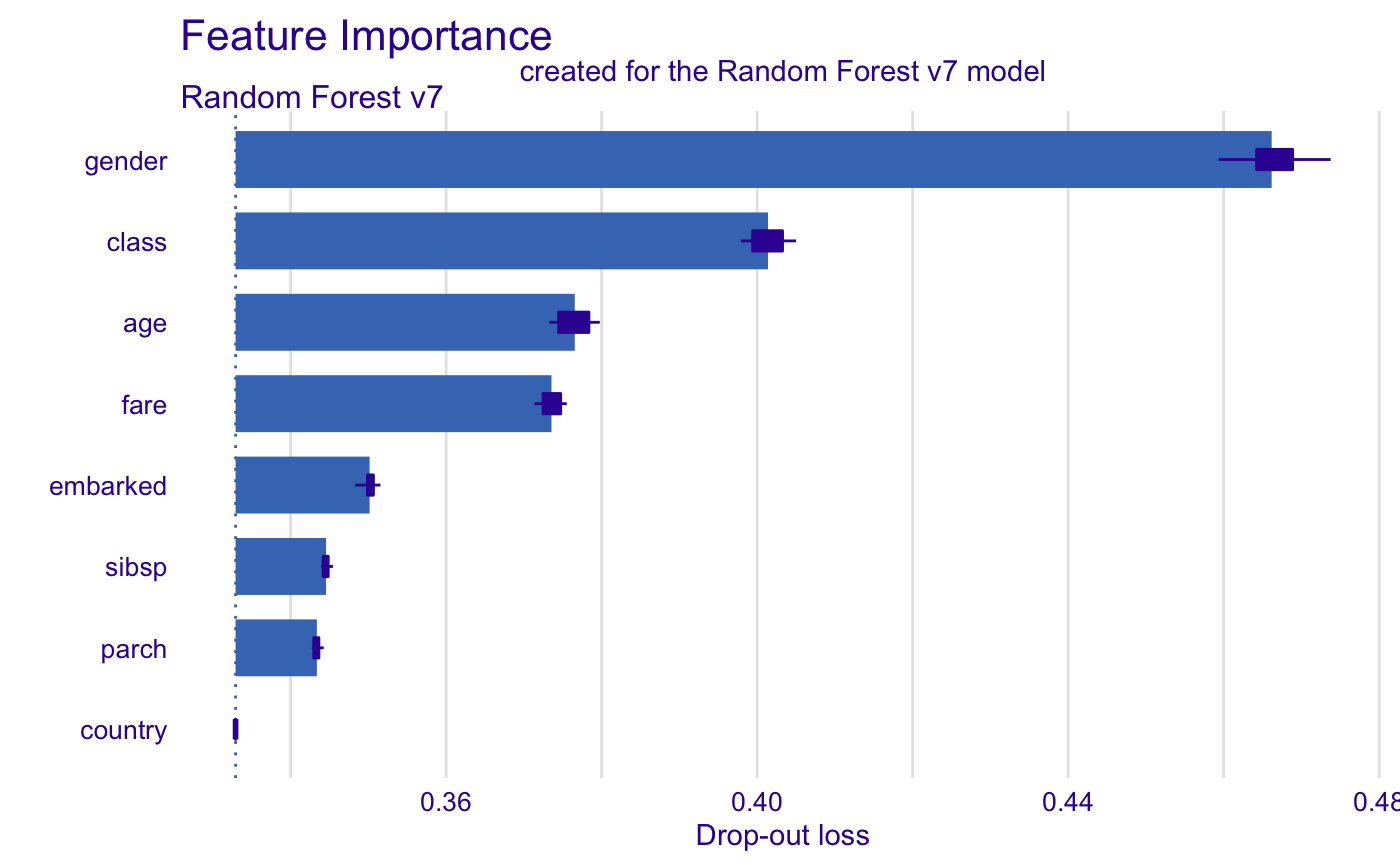 Feature Importance
created for the Random Forest v7 model
Random Forest v7
gender
class
age
fare
embarked
sibsp
parch
country
0.36 0.40 0.44 0.48
Drop-out loss